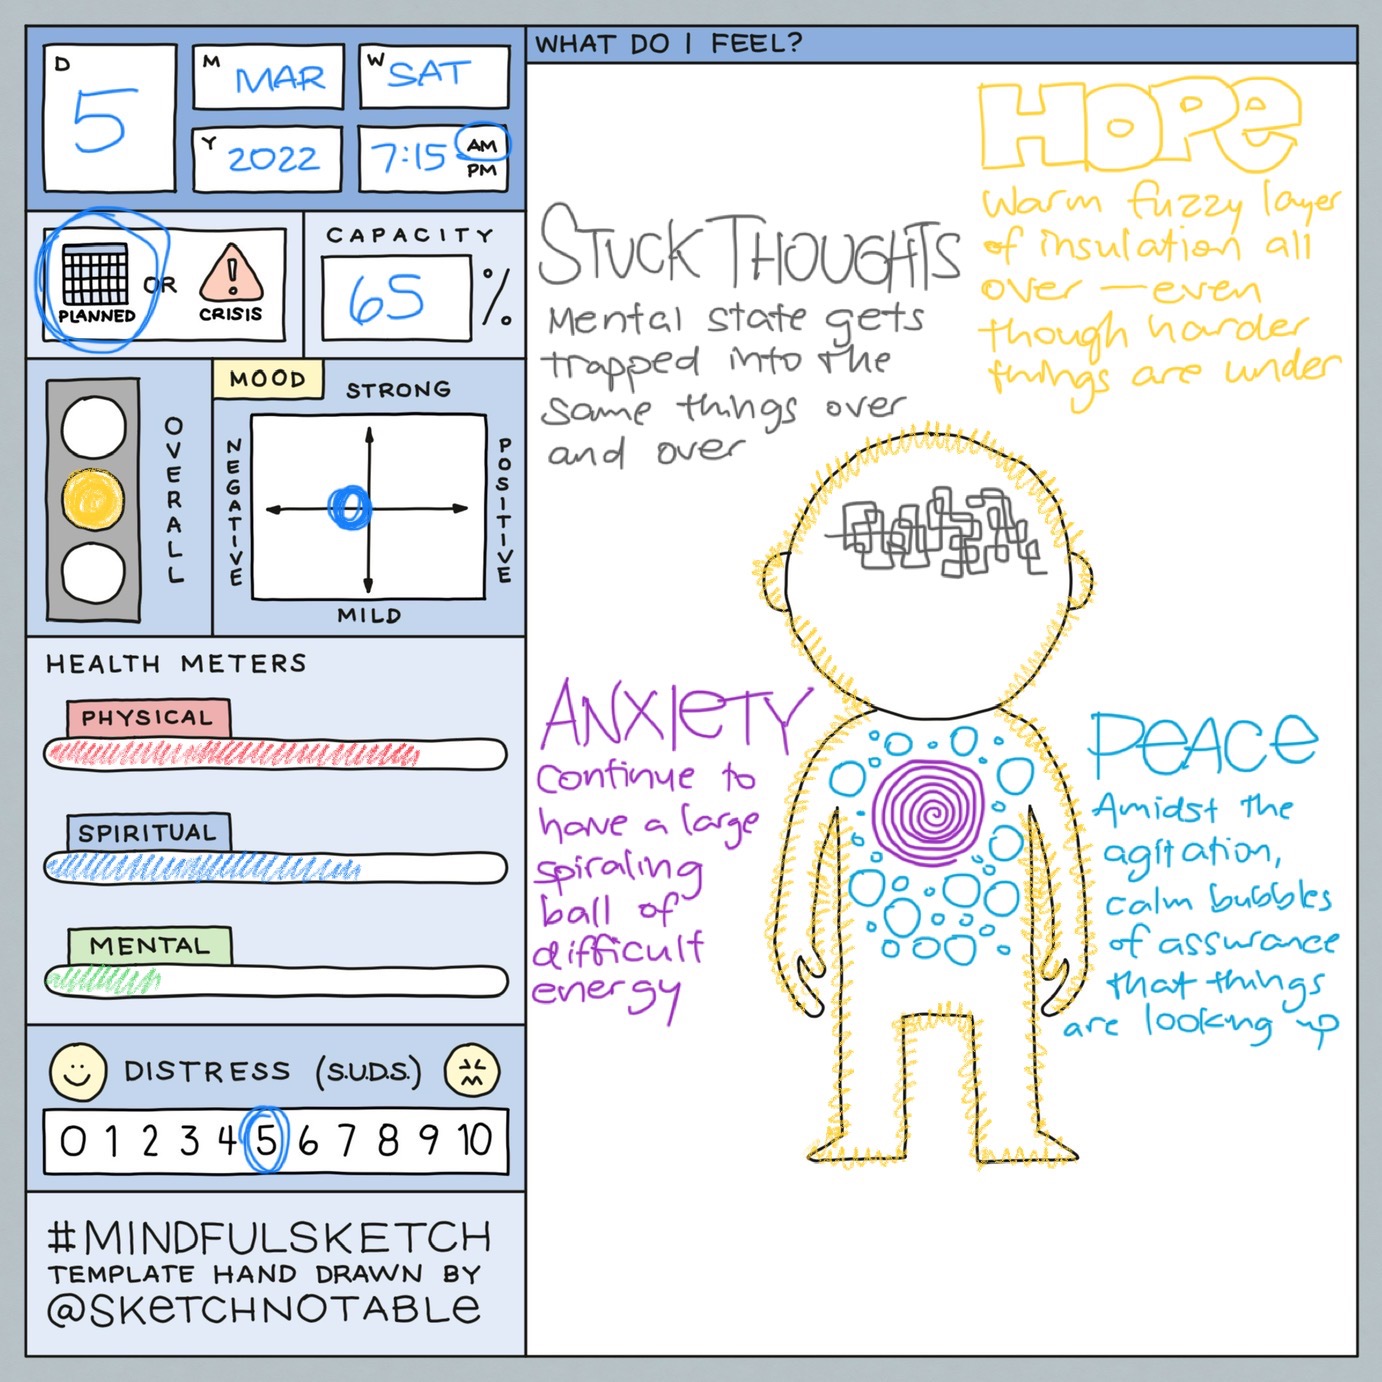 D 5
M MAR
W SAT
Y 2022
7:15 AM PM
PLANNED OR CRISIS
CAPACITY
65 %
OVERALL
MOOD
STRONG
NEGATIVE
POSITIVE
MILD
HEALTH METERS
PHYSICAL
SPIRITUAL
MENTAL
DISTRESS (S.U.D.S.)
0 1 2 3 4 5 6 7 8 9 10
#MINDFULSKETCH
TEMPLATE HAND DRAWN BY
@SKETCHNOTABLE
WHAT DO I FEEL?
HOPE
Warm fuzzy layer
of insulation all
over — even
though harder
things are under
STUCK THOUGHTS
Mental state gets
trapped into the
same things over
and over
ANXIETY
Continue to
have a large
spiraling
ball of
difficult
energy
PEACE
Amidst the
agitation,
calm bubbles
of assurance
that things
are looking up